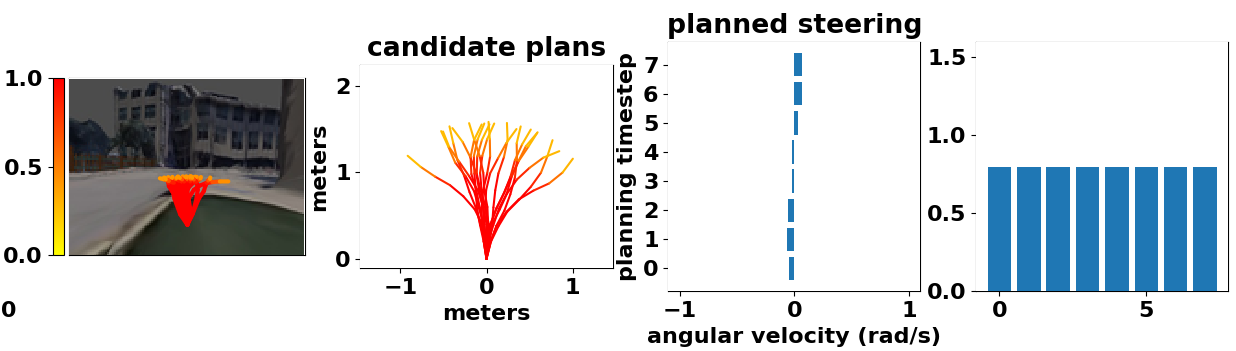 1.0
0.5
0.0
0
candidate plans
meters
2
1
0
−1 0 1
meters
planned steering
planning timestep
7
6
5
4
3
2
1
0
−1 0 1
angular velocity (rad/s)
1.5
1.0
0.5
0.0
0 5